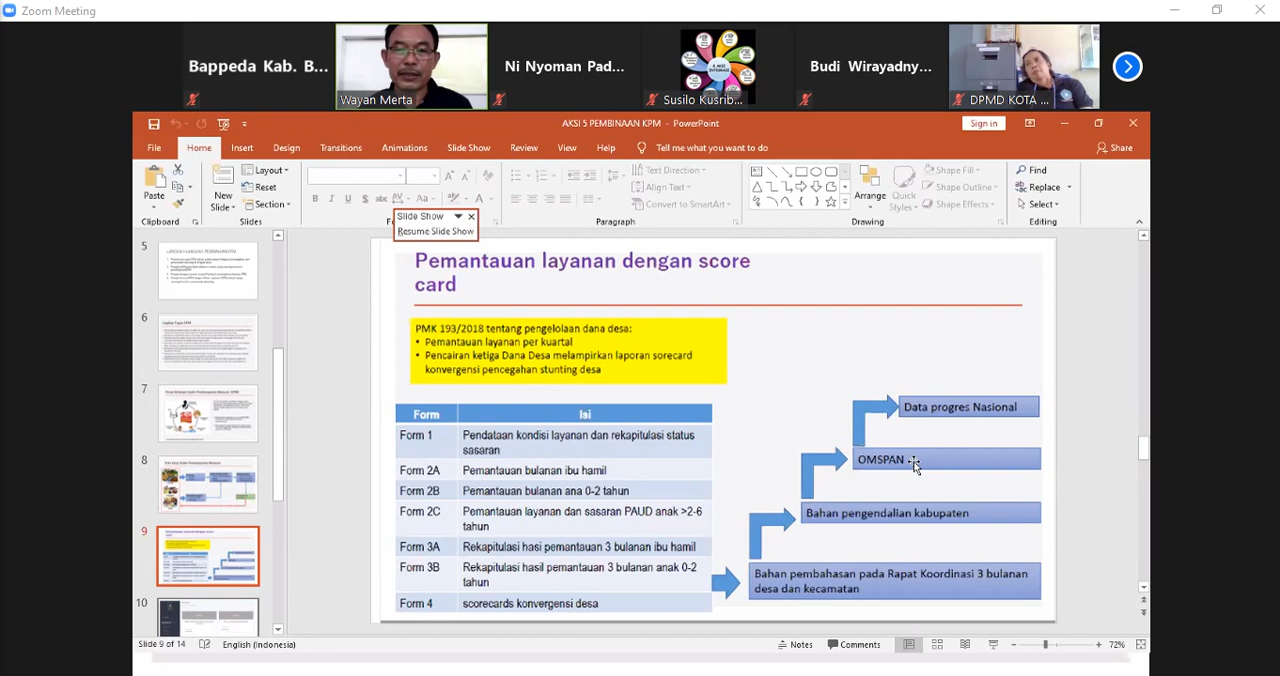 Zoom Meeting
Bappeda Kab. B...
Wayan Merta
Ni Nyoman Pad...
Susilo Kusrib...
Budi Wirayadny...
DPMD KOTA ...
AKSI 5 PEMBINAAN KPM - PowerPoint
Sign in
File Home Insert Design Transitions Animations Slide Show Review View Help Tell me what you want to do
Share
Paste
Clipboard
New
Slide
Layout
Reset
Section
Slides
B I U S abc AV Aa A
Slide Show
Resume Slide Show
Text Direction
Align Text
Convert to SmartArt
Paragraph
Arrange
Quick
Styles
Shape Fill
Shape Outline
Shape Effects
Drawing
Find
Replace
Select
Editing
5
6
7
8
9
10
Pemantauan layanan dengan score
card
PMK 193/2018 tentang pengelolaan dana desa:
• Pemantauan layanan per kuartal
• Pencairan ketiga Dana Desa melampirkan laporan sorecard
konvergensi pencegahan stunting desa
Form Isi
Form 1 Pendataan kondisi layanan dan rekapitulasi status
sasaran
Form 2A Pemantauan bulanan ibu hamil
Form 2B Pemantauan bulanan ana 0-2 tahun
Form 2C Pemantauan layanan dan sasaran PAUD anak >2-6
tahun
Form 3A Rekapitulasi hasi pemantauan 3 bulanan ibu hamil
Form 3B Rekapitulasi hasil pemantauan 3 bulanan anak 0-2
tahun
Form 4 scorecards konvergensi desa
Data progres Nasional
OMSPAN
Bahan pengendalian kabupaten
Bahan pembahasan pada Rapat Koordinasi 3 bulanan
desa dan kecamatan
Slide 9 of 14 English (Indonesia)
Notes Comments 72%